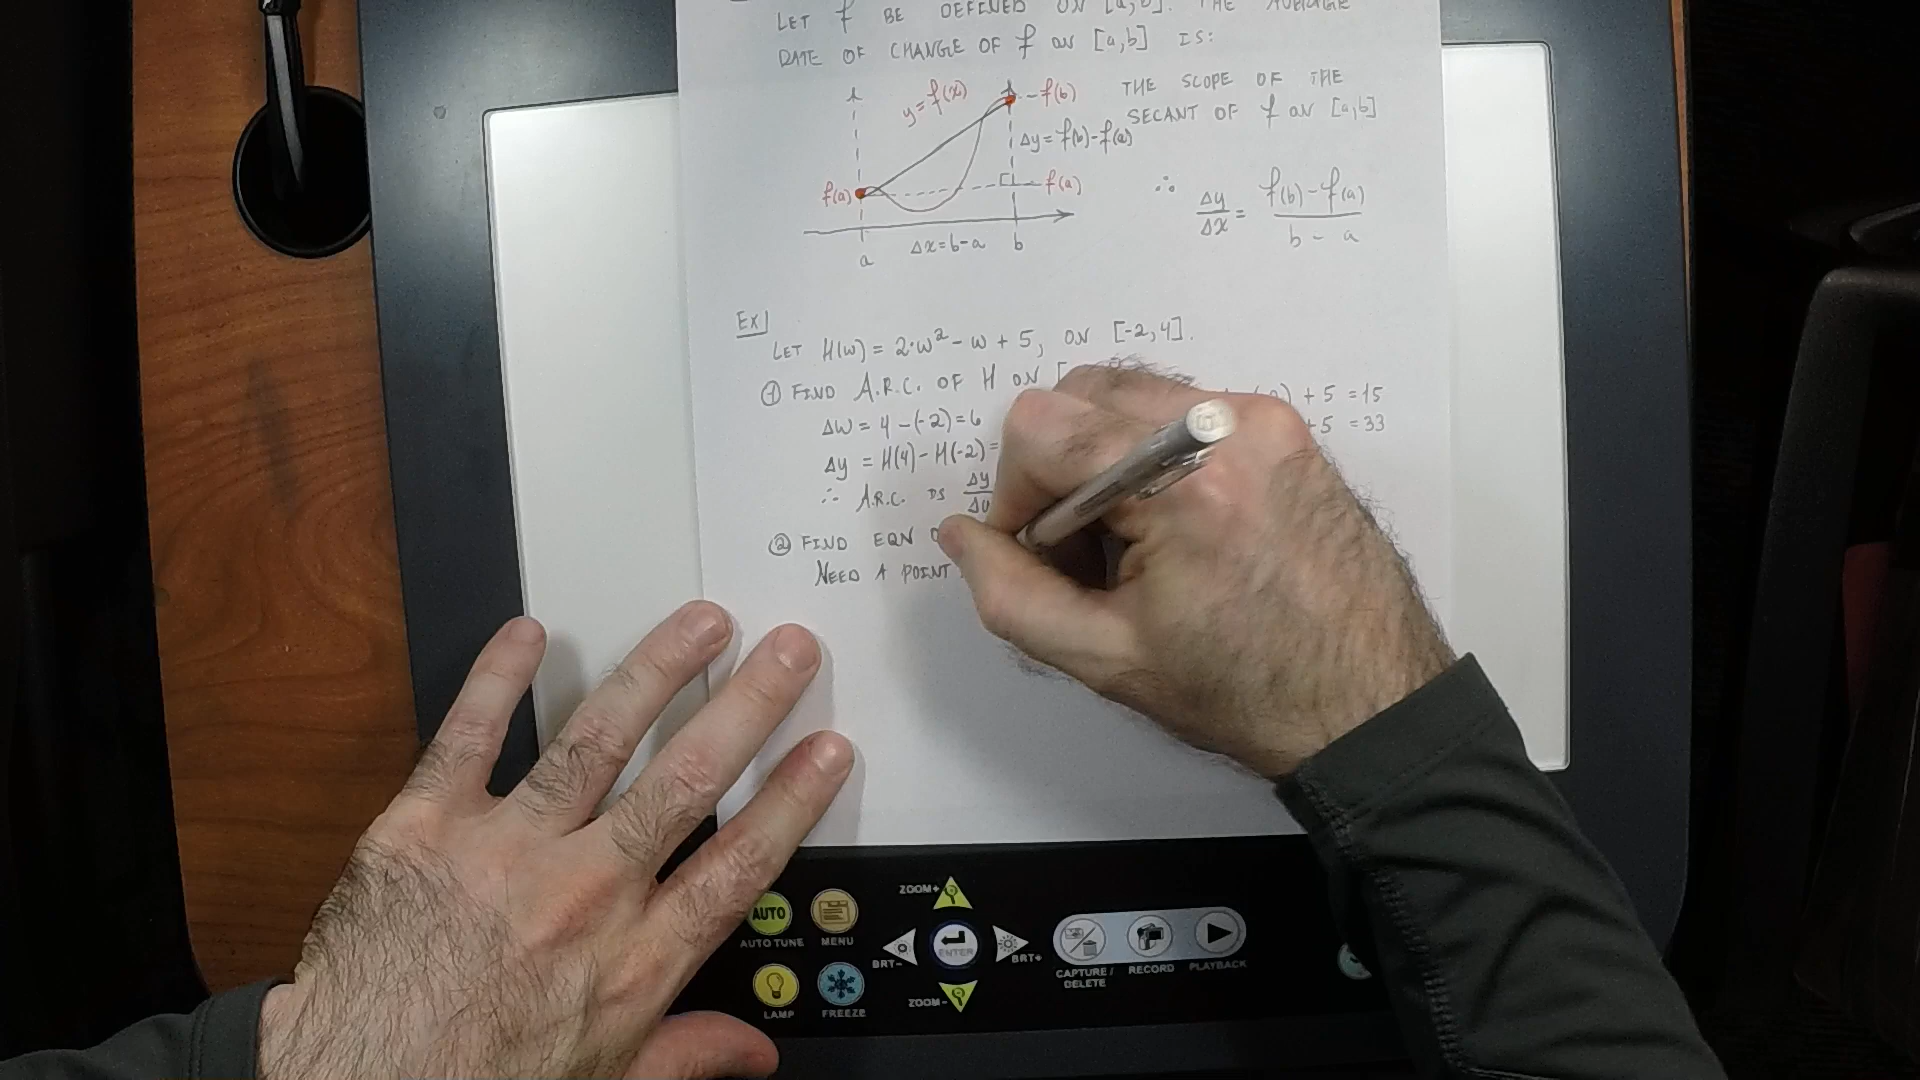 LET f BE DEFINED ON [a,b]. THE AVERAGE
RATE OF CHANGE OF f ON [a,b] IS:
y=f(x)
f(b)
THE SLOPE OF THE
SECANT OF f ON [a,b]
Δy=f(b)-f(a)
f(a)
f(a)
∴ Δy/Δx = f(b)-f(a)/b-a
Δx=b-a
b
a
Ex]
LET H(w) = 2·w²-w+5, ON [-2,4].
① FIND A.R.C. OF H ON [
+5 =15
Δw = 4-(-2)=6
+5 =33
Δy = H(4)-H(-2)=
∴ A.R.C. IS Δy
② FIND EQN
NEED A POINT
AUTO
AUTO TUNE
MENU
ZOOM+
BRT-
ENTER
BRT+
ZOOM-
LAMP
FREEZE
CAPTURE /
DELETE
RECORD
PLAYBACK